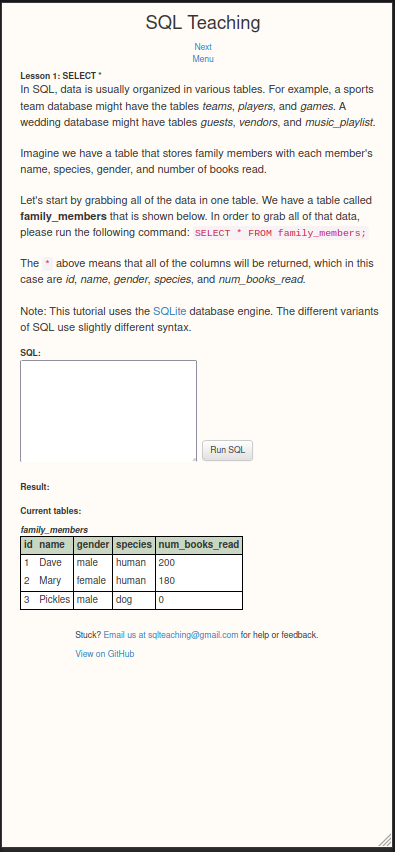 SQL Teaching
Next
Menu
Lesson 1: SELECT *
In SQL, data is usually organized in various tables. For example, a sports
team database might have the tables teams, players, and games. A
wedding database might have tables guests, vendors, and music_playlist.
Imagine we have a table that stores family members with each member's
name, species, gender, and number of books read.
Let's start by grabbing all of the data in one table. We have a table called
family_members that is shown below. In order to grab all of that data,
please run the following command: SELECT * FROM family_members;
The * above means that all of the columns will be returned, which in this
case are id, name, gender, species, and num_books_read.
Note: This tutorial uses the SQLite database engine. The different variants
of SQL use slightly different syntax.
SQL:
Run SQL
Result:
Current tables:
family_members
id name gender species num_books_read
1 Dave male human 200
2 Mary female human 180
3 Pickles male dog 0
Stuck? Email us at sqlteaching@gmail.com for help or feedback.
View on GitHub